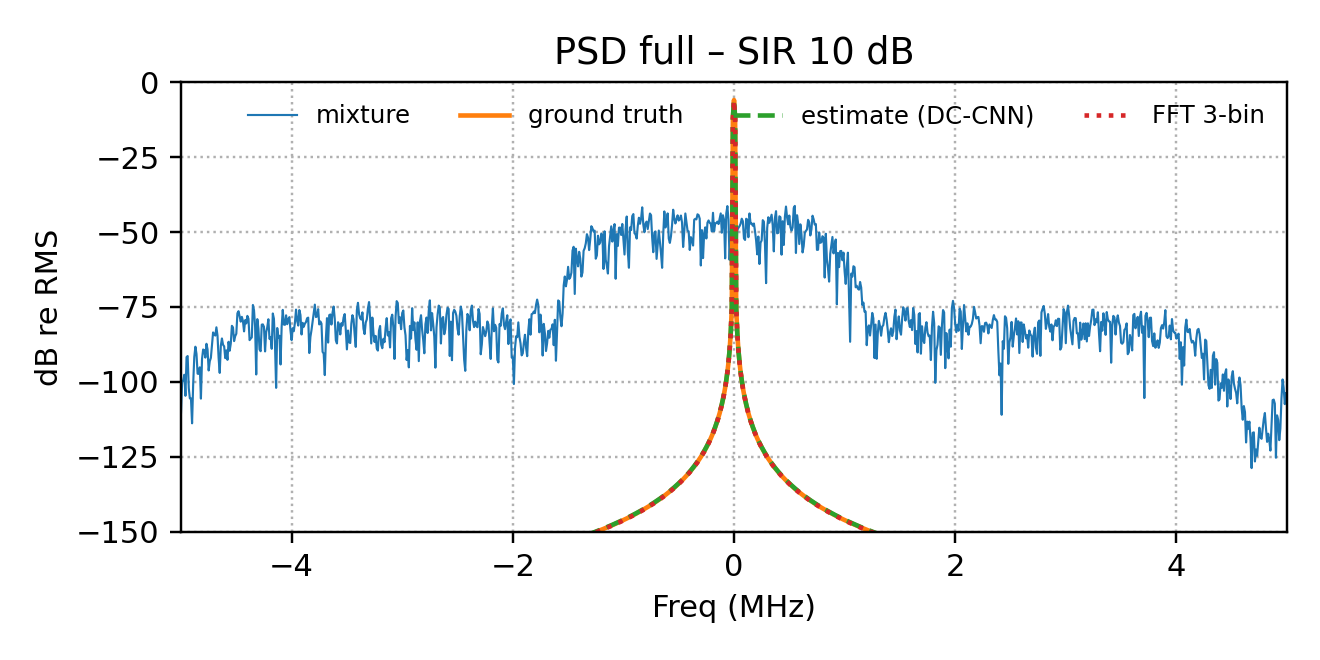 PSD full – SIR 10 dB
mixture
ground truth
estimate (DC-CNN)
FFT 3-bin
dB re RMS
0
−25
−50
−75
−100
−125
−150
−4
−2
0
2
4
Freq (MHz)